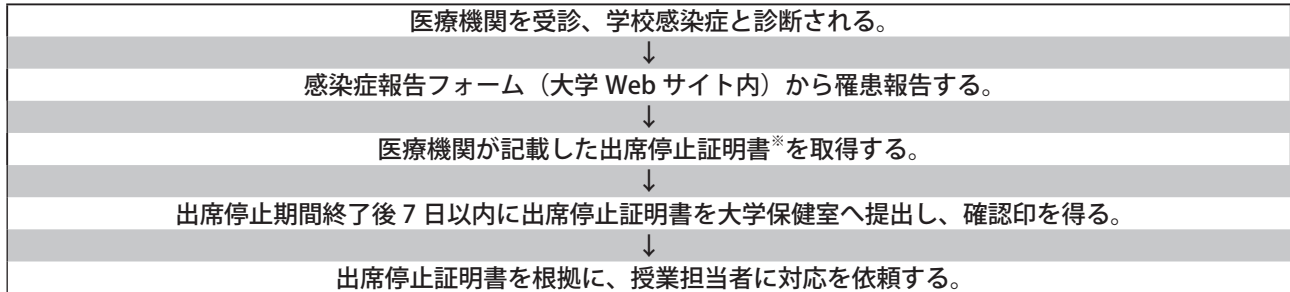 医療機関を受診、学校感染症と診断される。
↓
感染症報告フォーム（大学 Web サイト内）から罹患報告する。
↓
医療機関が記載した出席停止証明書※を取得する。
↓
出席停止期間終了後 7 日以内に出席停止証明書を大学保健室へ提出し、確認印を得る。
↓
出席停止証明書を根拠に、授業担当者に対応を依頼する。